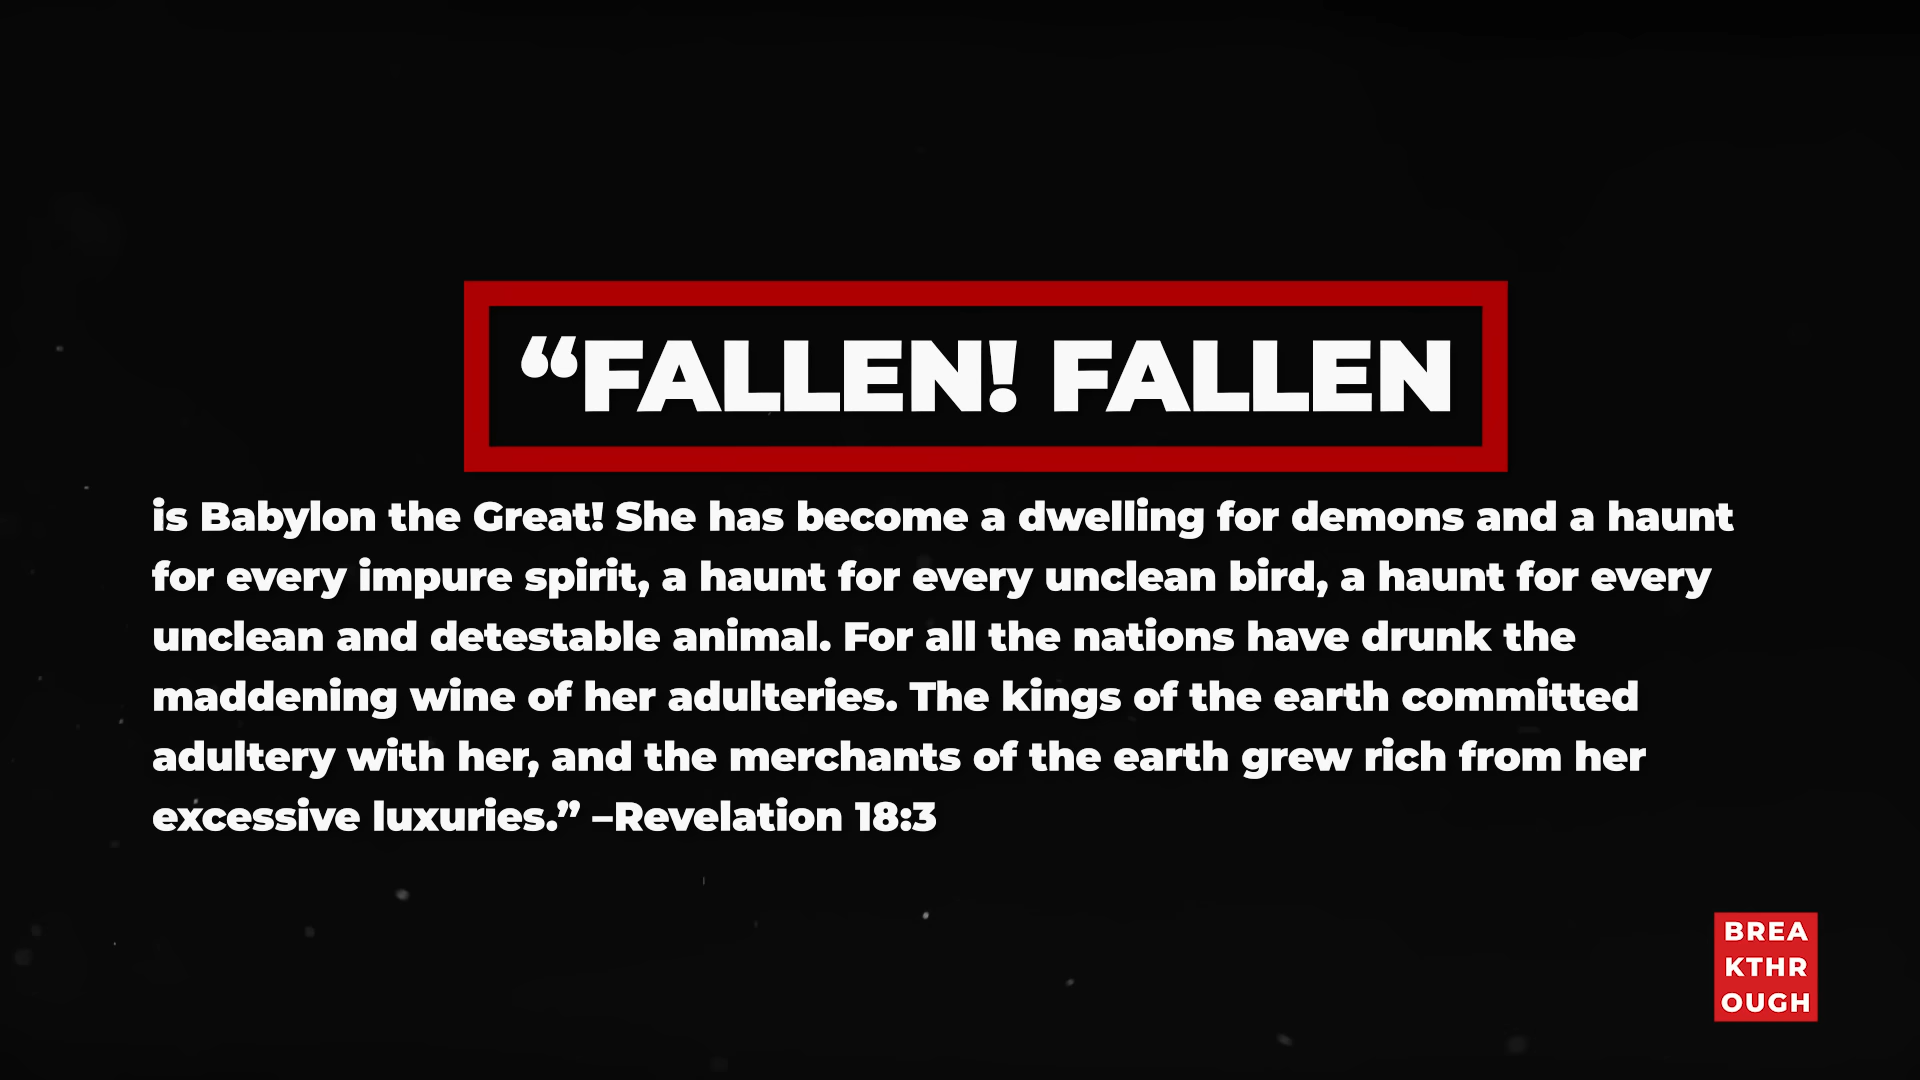 “FALLEN! FALLEN
is Babylon the Great! She has become a dwelling for demons and a haunt
for every impure spirit, a haunt for every unclean bird, a haunt for every
unclean and detestable animal. For all the nations have drunk the
maddening wine of her adulteries. The kings of the earth committed
adultery with her, and the merchants of the earth grew rich from her
excessive luxuries.” –Revelation 18:3
BREA
KTHR
OUGH